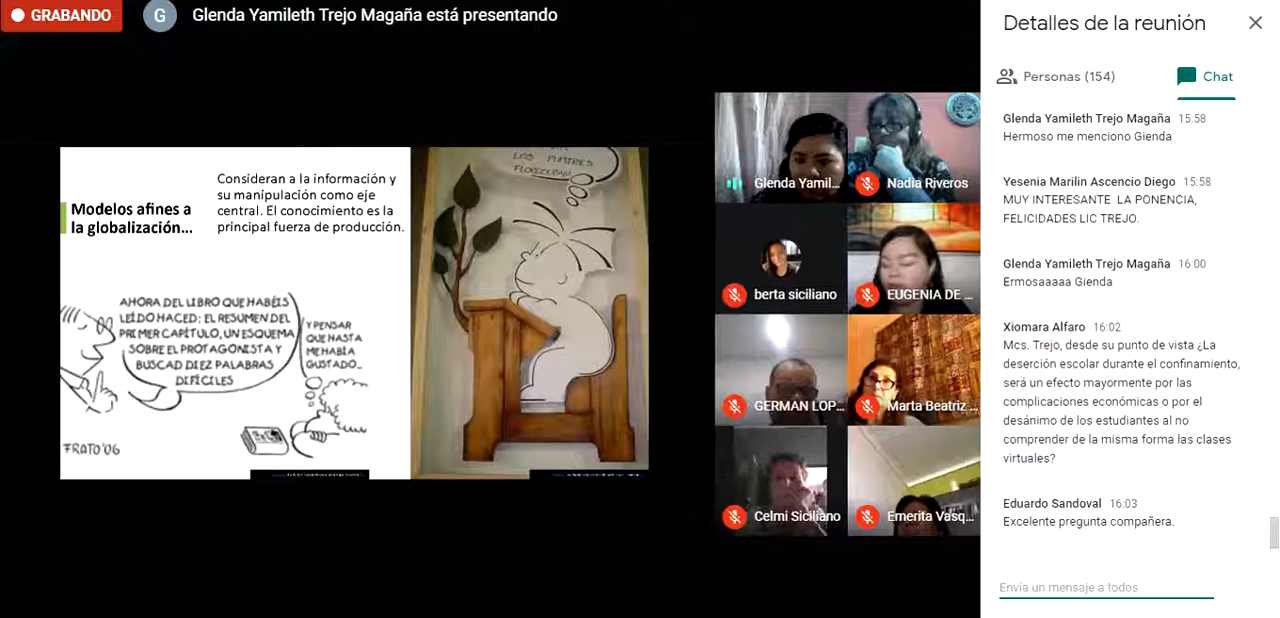 GRABANDO
G
Glenda Yamileth Trejo Magaña está presentando
Modelos afines a
la globalización...
Consideran a la información y
su manipulación como eje
central. El conocimiento es la
principal fuerza de producción.
AHORA DEL LIBRO QUE HABÉIS
LEÍDO HACED: EL RESUMEN DEL
PRIMER CAPÍTULO, UN ESQUEMA
SOBRE EL PROTAGONISTA Y
BUSCAD DIEZ PALABRAS
DIFÍCILES
Y PENSAR
QUE HASTA
ME HABÍA
GUSTADO...
FRATO '06
LOS PUPITRES
FLORECERÁN
Glenda Yamil...
Nadia Riveros
berta siciliano
EUGENIA DE ...
GERMAN LOP...
Marta Beatriz ...
Celmi Siciliano
Emerita Vasq...
Detalles de la reunión
Personas (154)
Chat
Glenda Yamileth Trejo Magaña 15:58
Hermoso me menciono Gienda
Yesenia Marilin Ascencio Diego 15:58
MUY INTERESANTE LA PONENCIA,
FELICIDADES LIC TREJO.
Glenda Yamileth Trejo Magaña 16:00
Ermosaaaaa Gienda
Xiomara Alfaro 16:02
Mcs. Trejo, desde su punto de vista ¿La
deserción escolar durante el confinamiento,
será un efecto mayormente por las
complicaciones económicas o por el
desánimo de los estudiantes al no
comprender de la misma forma las clases
virtuales?
Eduardo Sandoval 16:03
Excelente pregunta compañera.
Envía un mensaje a todos